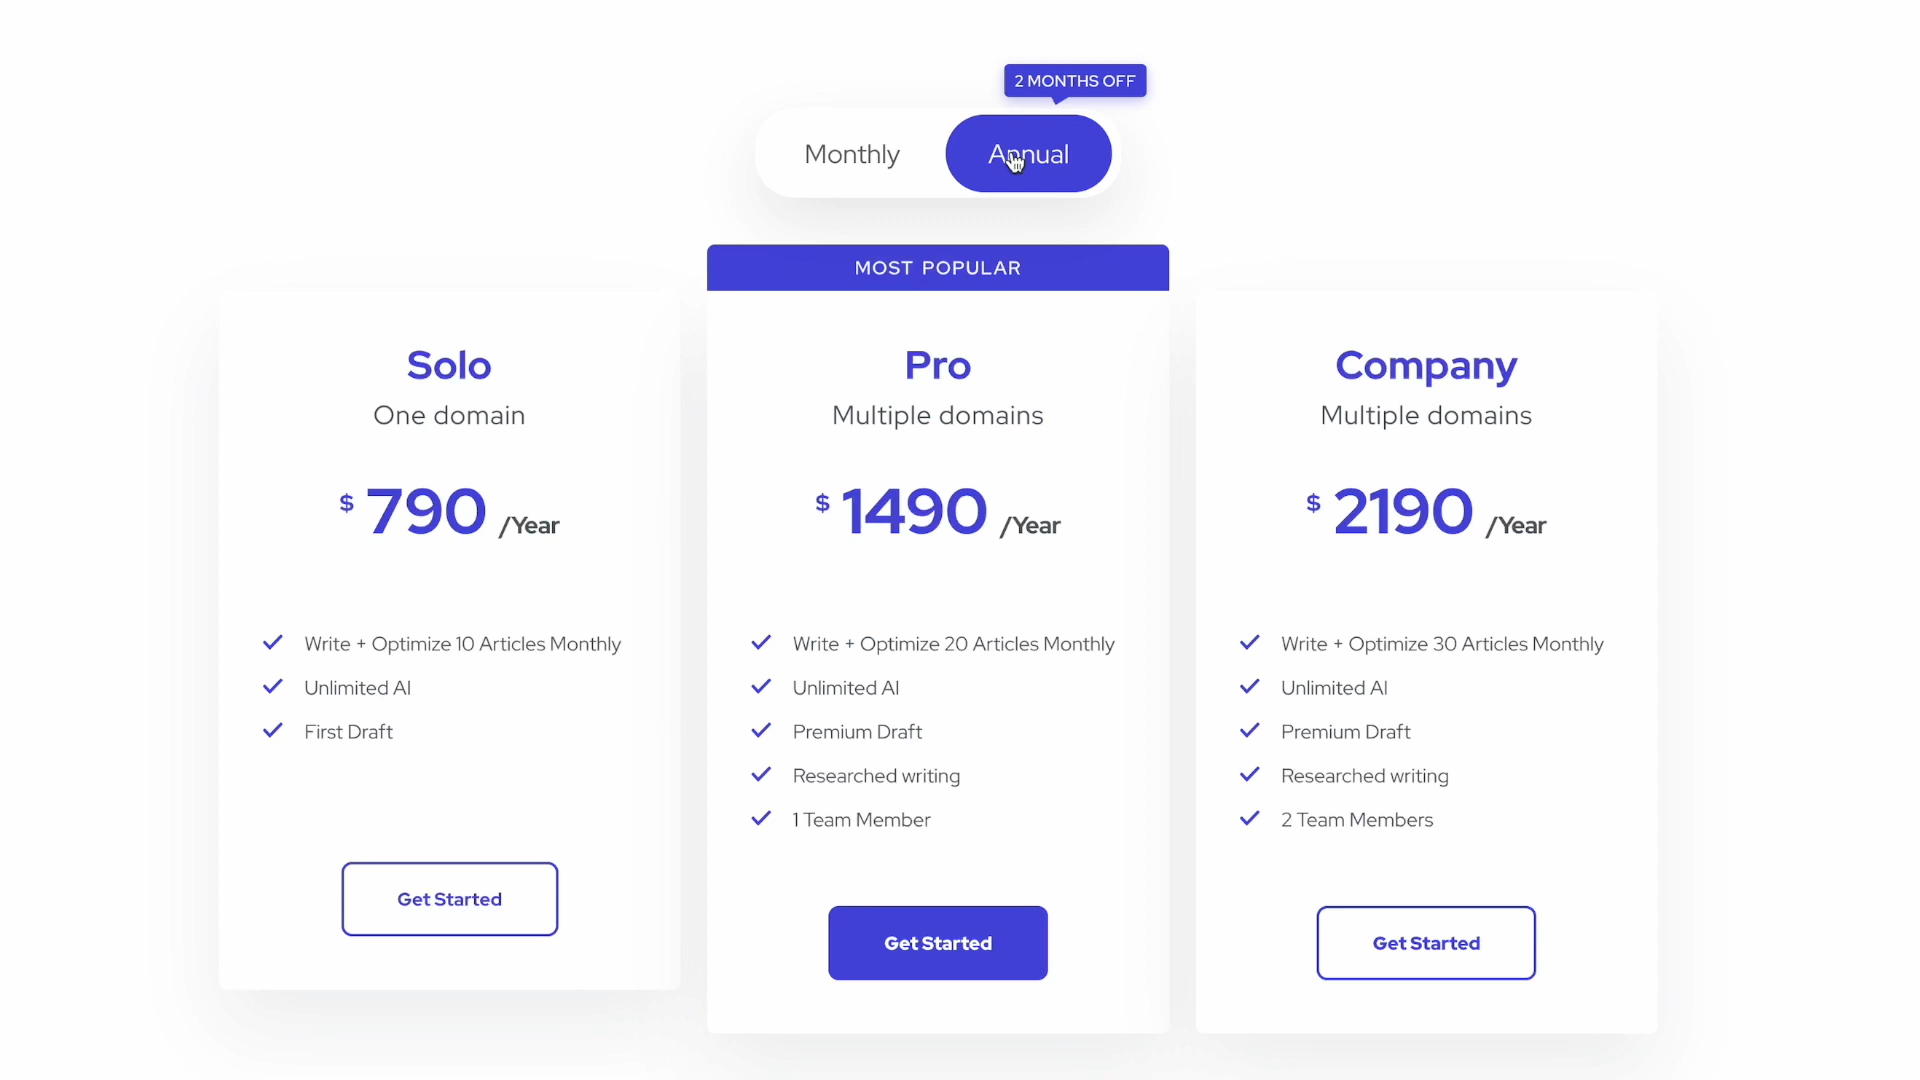 2 MONTHS OFF
Monthly
Annual
MOST POPULAR
Solo
One domain
$ 790 /Year
Write + Optimize 10 Articles Monthly
Unlimited AI
First Draft
Get Started
Pro
Multiple domains
$ 1490 /Year
Write + Optimize 20 Articles Monthly
Unlimited AI
Premium Draft
Researched writing
1 Team Member
Get Started
Company
Multiple domains
$ 2190 /Year
Write + Optimize 30 Articles Monthly
Unlimited AI
Premium Draft
Researched writing
2 Team Members
Get Started